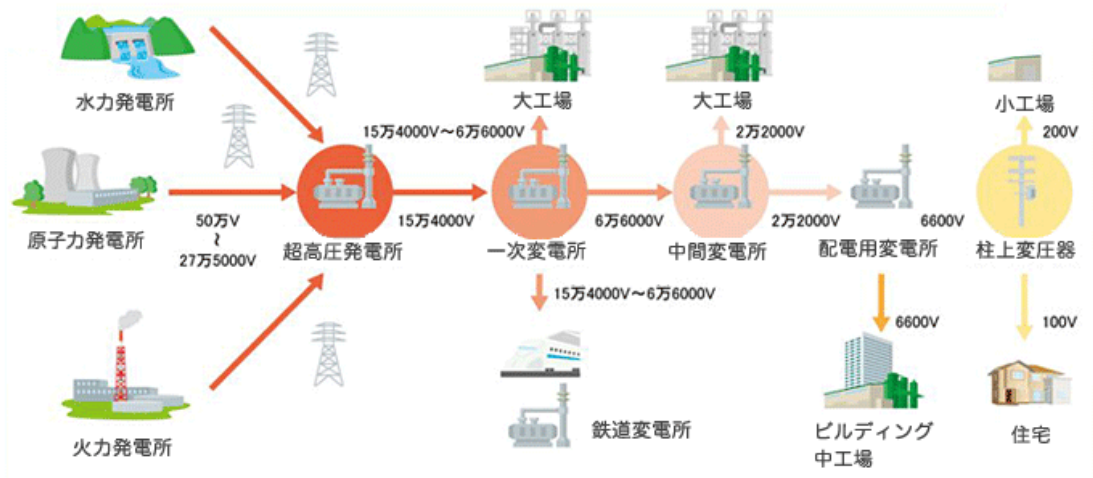 水力発電所
大工場
大工場
小工場
15万4000V～6万6000V
2万2000V
200V
50万V
～
27万5000V
15万4000V
6万6000V
2万2000V
6600V
原子力発電所
超高圧発電所
一次変電所
中間変電所
配電用変電所
柱上変圧器
15万4000V～6万6000V
6600V
100V
火力発電所
鉄道変電所
ビルディング
中工場
住宅